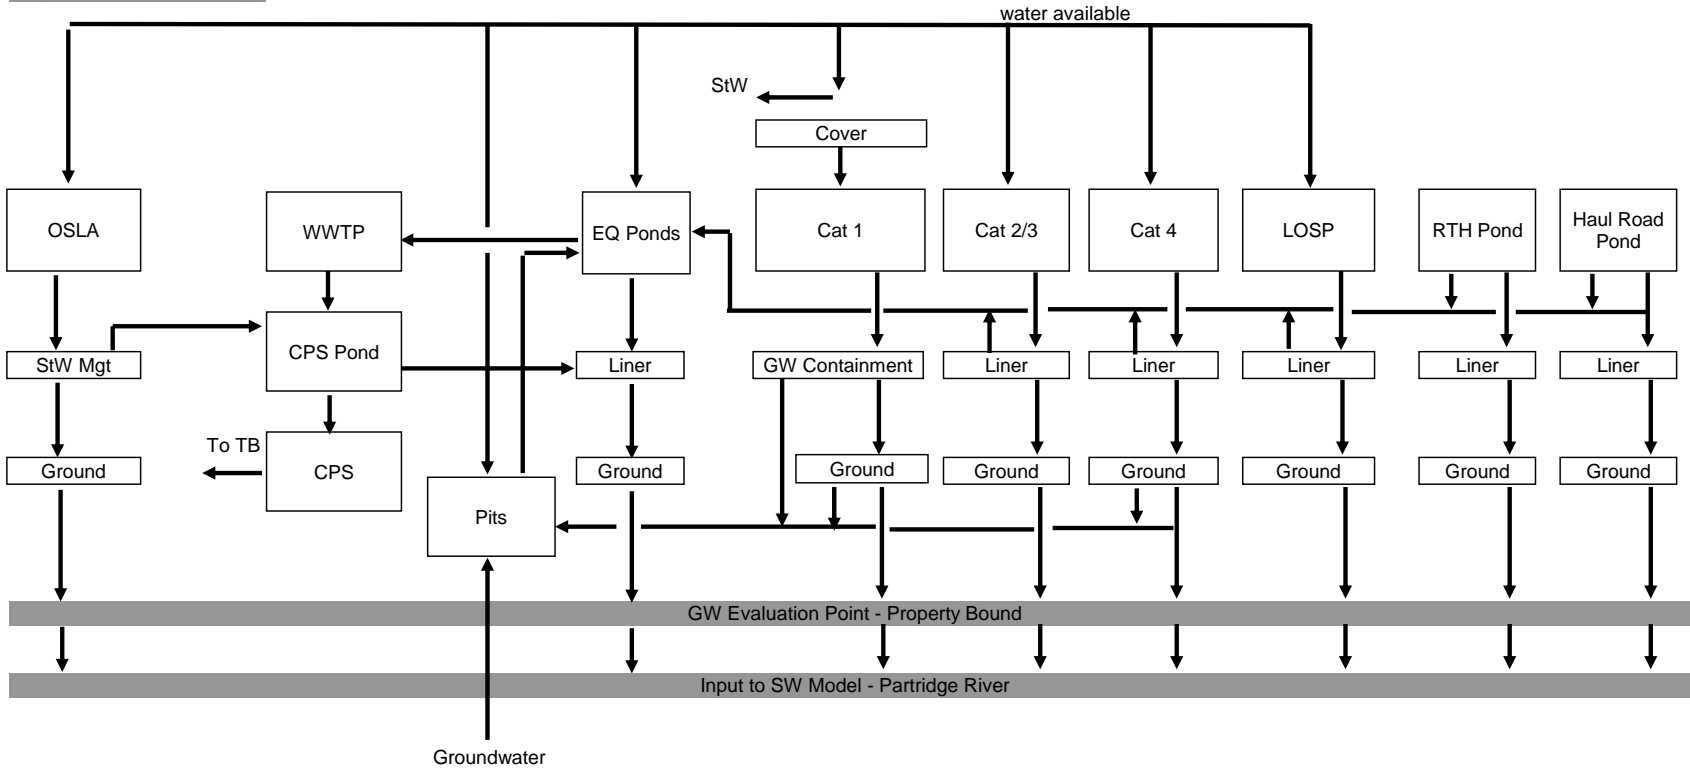 water available
StW
Cover
OSLA
WWTP
EQ Ponds
Cat 1
Cat 2/3
Cat 4
LOSP
RTH Pond
Haul Road
Pond
StW Mgt
CPS Pond
Liner
GW Containment
Liner
Liner
Liner
Liner
Liner
To TB
Ground
CPS
Ground
Ground
Ground
Ground
Ground
Ground
Ground
Pits
GW Evaluation Point - Property Bound
Input to SW Model - Partridge River
Groundwater